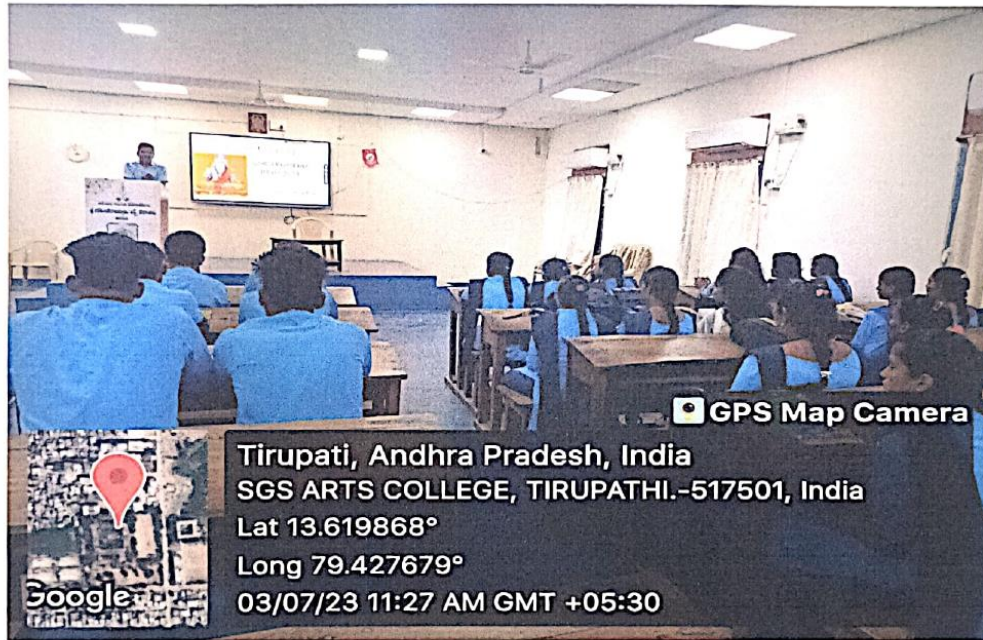 GPS Map Camera
Tirupati, Andhra Pradesh, India
SGS ARTS COLLEGE, TIRUPATHI.-517501, India
Lat 13.619868°
Long 79.427679°
03/07/23 11:27 AM GMT +05:30
Google